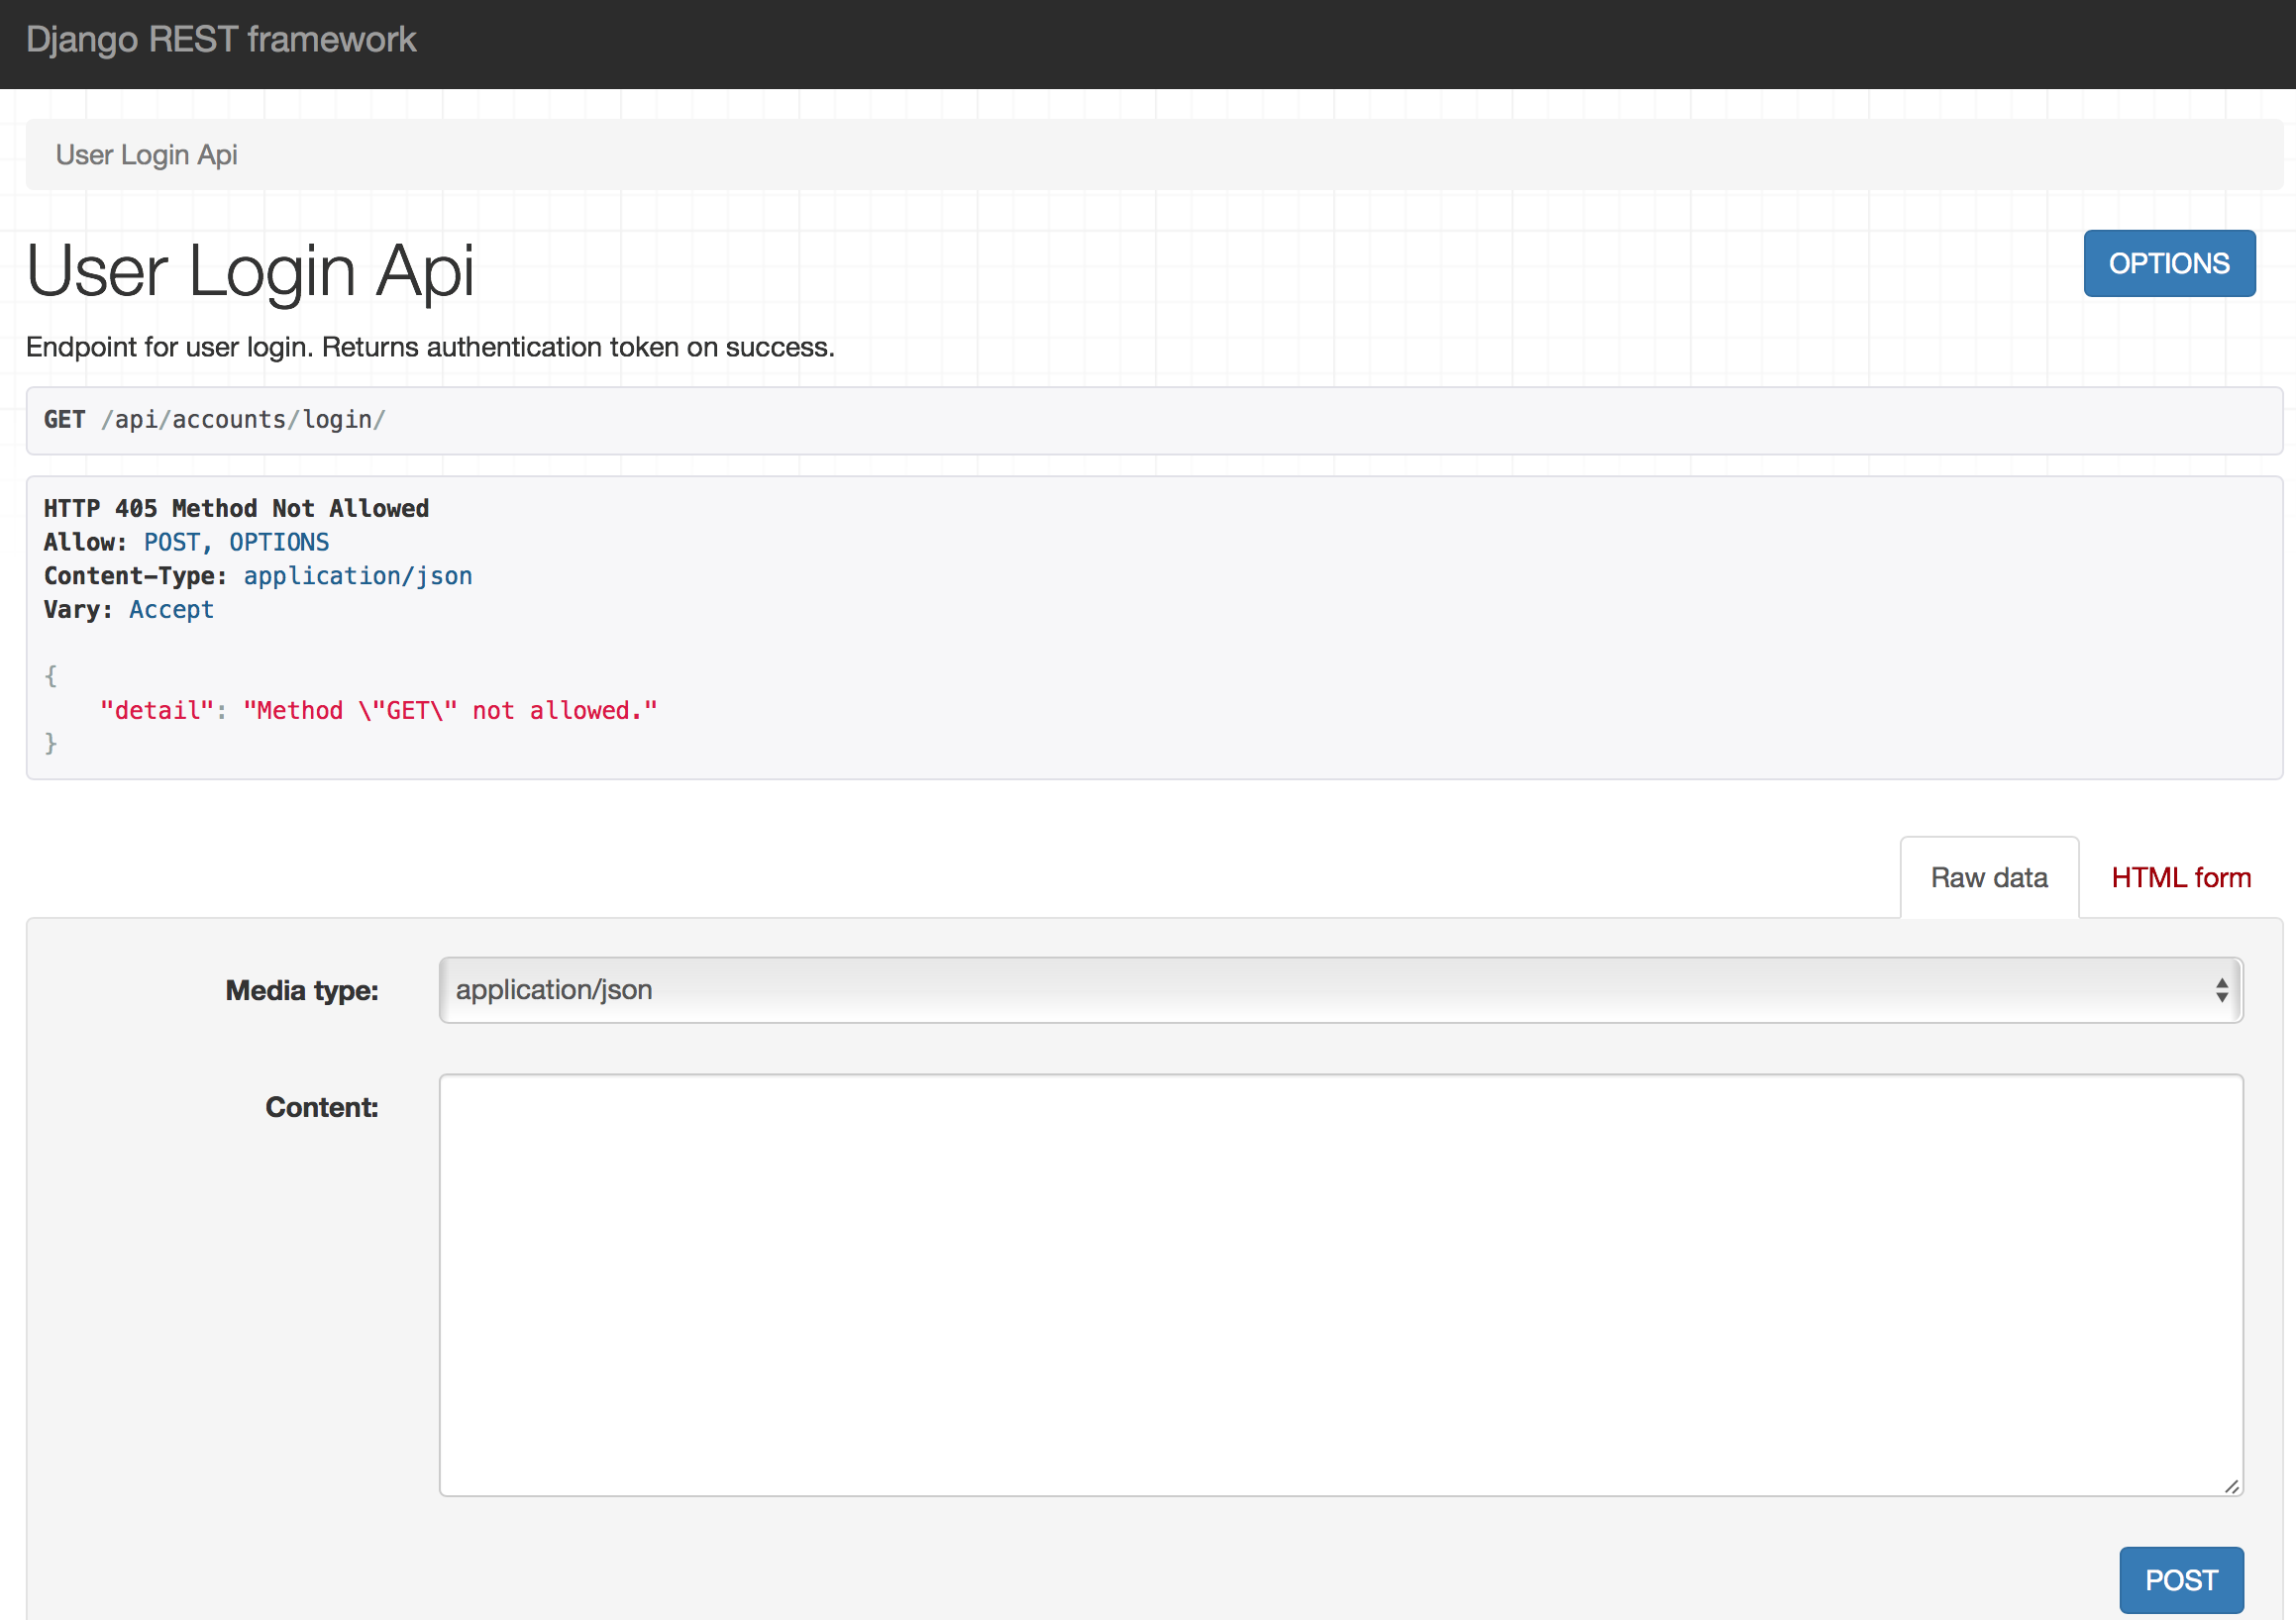 Django REST framework
User Login Api
User Login Api
OPTIONS
Endpoint for user login. Returns authentication token on success.
GET /api/accounts/login/
HTTP 405 Method Not Allowed
Allow: POST, OPTIONS
Content-Type: application/json
Vary: Accept
{
    "detail": "Method \"GET\" not allowed."
}
Raw data
HTML form
Media type:
application/json
Content:
POST